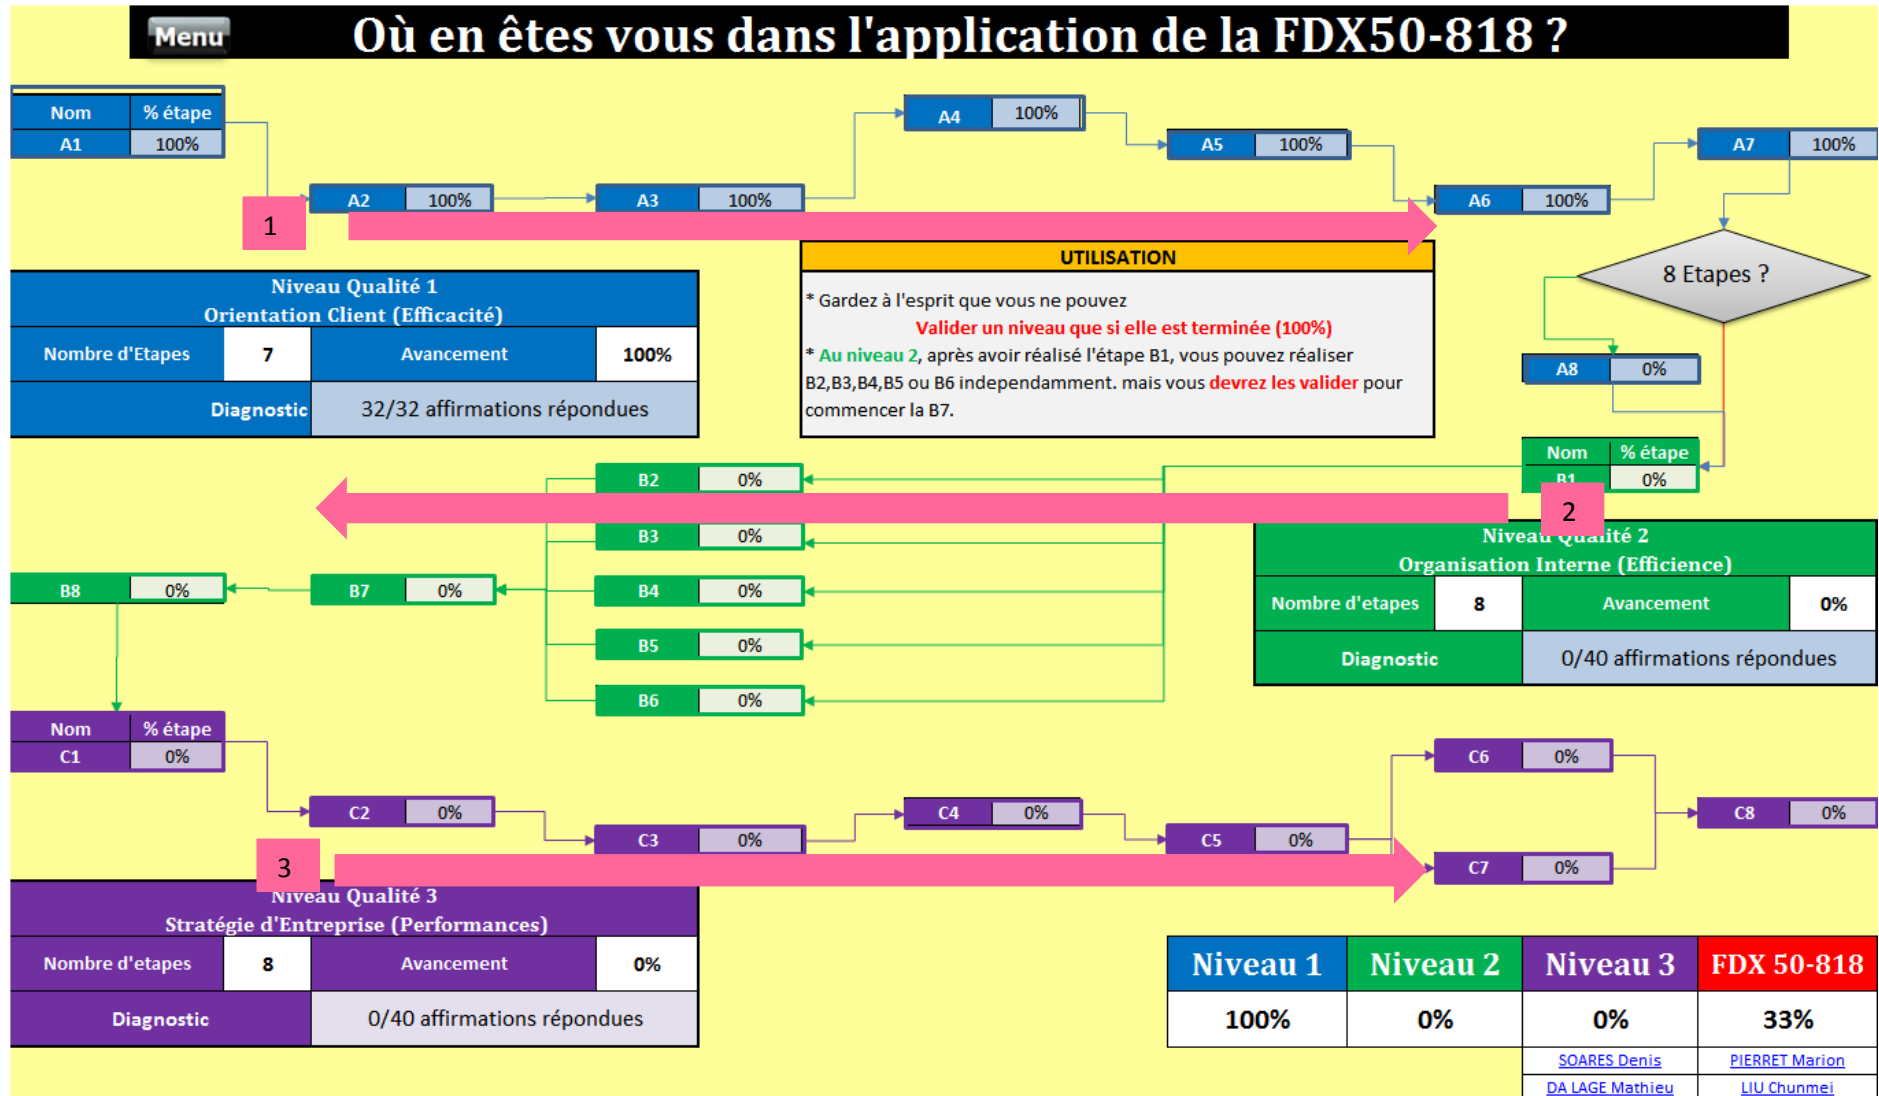 Menu
Où en êtes vous dans l'application de la FDX50-818 ?
Nom % étape
A1 100%
A2 100%
A3 100%
A4 100%
A5 100%
A6 100%
A7 100%
1
8 Etapes ?
A8 0%
Niveau Qualité 1
Orientation Client (Efficacité)
Nombre d'Etapes 7 Avancement 100%
Diagnostic 32/32 affirmations répondues
UTILISATION
* Gardez à l'esprit que vous ne pouvez
Valider un niveau que si elle est terminée (100%)
* Au niveau 2, après avoir réalisé l'étape B1, vous pouvez réaliser
B2,B3,B4,B5 ou B6 independamment. mais vous devrez les valider pour
commencer la B7.
Nom % étape
B1 0%
2
B2 0%
B3 0%
B4 0%
B5 0%
B6 0%
B7 0%
B8 0%
Niveau Qualité 2
Organisation Interne (Efficience)
Nombre d'etapes 8 Avancement 0%
Diagnostic 0/40 affirmations répondues
Nom % étape
C1 0%
C2 0%
C3 0%
C4 0%
C5 0%
C6 0%
C7 0%
C8 0%
3
Niveau Qualité 3
Stratégie d'Entreprise (Performances)
Nombre d'etapes 8 Avancement 0%
Diagnostic 0/40 affirmations répondues
Niveau 1 Niveau 2 Niveau 3 FDX 50-818
100% 0% 0% 33%
SOARES Denis PIERRET Marion
DA LAGE Mathieu LIU Chunmei